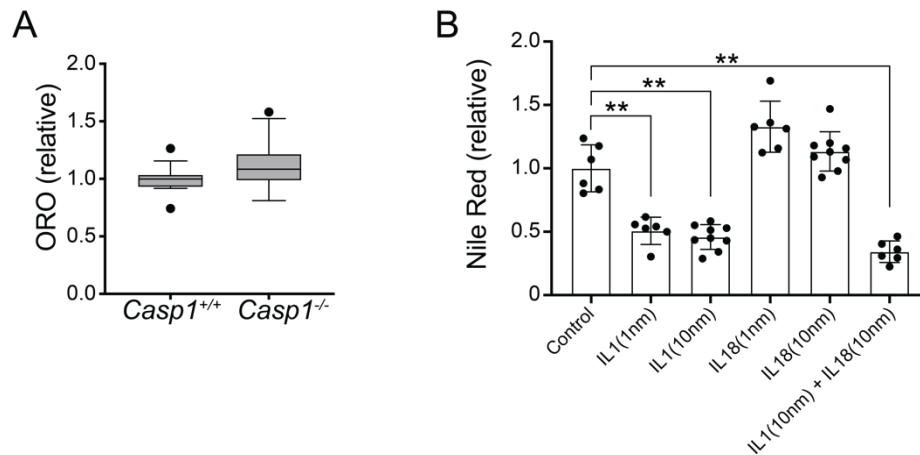 A
ORO (relative)
2.0
1.5
1.0
0.5
0.0
Casp1+/+
Casp1-/-
B
Nile Red (relative)
2.0
1.5
1.0
0.5
0
**
**
**
Control
IL1(1nm)
IL1(10nm)
IL18(1nm)
IL18(10nm)
IL1(10nm) + IL18(10nm)